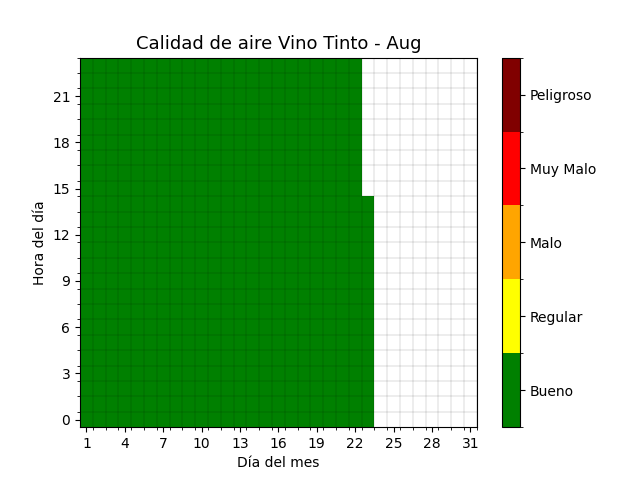 Calidad de aire Vino Tinto - Aug
Hora del día
21
18
15
12
9
6
3
0
1 4 7 10 13 16 19 22 25 28 31
Día del mes
Peligroso
Muy Malo
Malo
Regular
Bueno